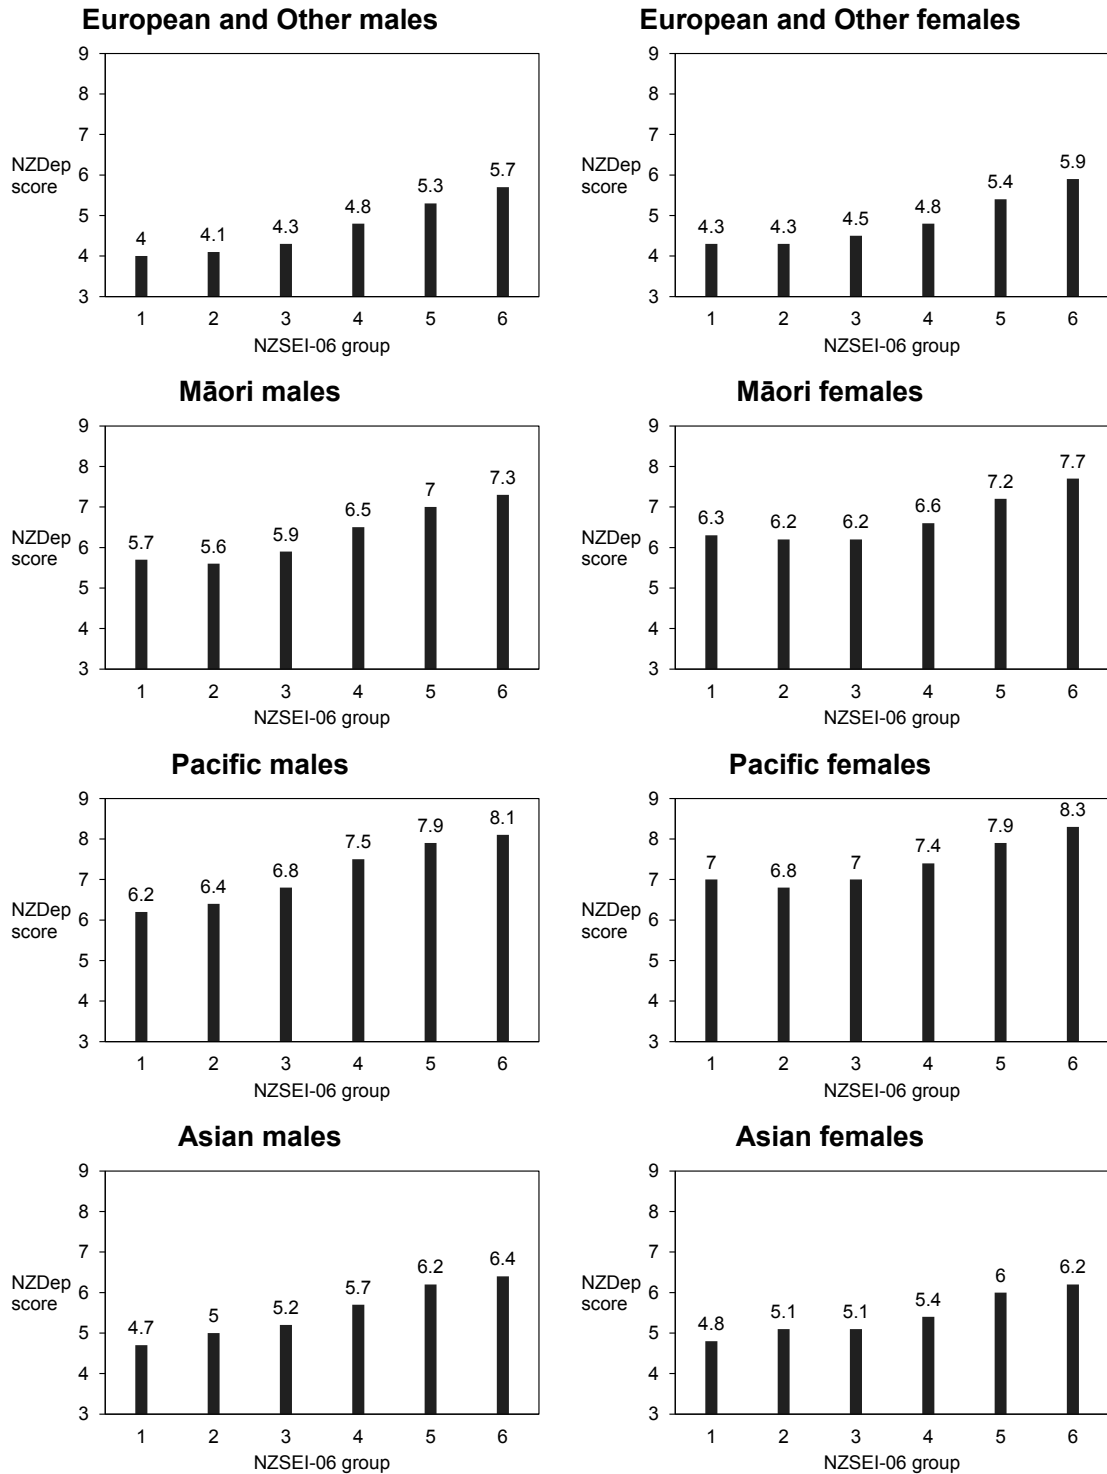 European and Other males
9
8
7
6
5
4
3
NZDep
score
4
4.1
4.3
4.8
5.3
5.7
1 2 3 4 5 6
NZSEI-06 group
European and Other females
9
8
7
6
5
4
3
NZDep
score
4.3
4.3
4.5
4.8
5.4
5.9
1 2 3 4 5 6
NZSEI-06 group
Māori males
9
8
7
6
5
4
3
NZDep
score
5.7
5.6
5.9
6.5
7
7.3
1 2 3 4 5 6
NZSEI-06 group
Māori females
9
8
7
6
5
4
3
NZDep
score
6.3
6.2
6.2
6.6
7.2
7.7
1 2 3 4 5 6
NZSEI-06 group
Pacific males
9
8
7
6
5
4
3
NZDep
score
6.2
6.4
6.8
7.5
7.9
8.1
1 2 3 4 5 6
NZSEI-06 group
Pacific females
9
8
7
6
5
4
3
NZDep
score
7
6.8
7
7.4
7.9
8.3
1 2 3 4 5 6
NZSEI-06 group
Asian males
9
8
7
6
5
4
3
NZDep
score
4.7
5
5.2
5.7
6.2
6.4
1 2 3 4 5 6
NZSEI-06 group
Asian females
9
8
7
6
5
4
3
NZDep
score
4.8
5.1
5.1
5.4
6
6.2
1 2 3 4 5 6
NZSEI-06 group